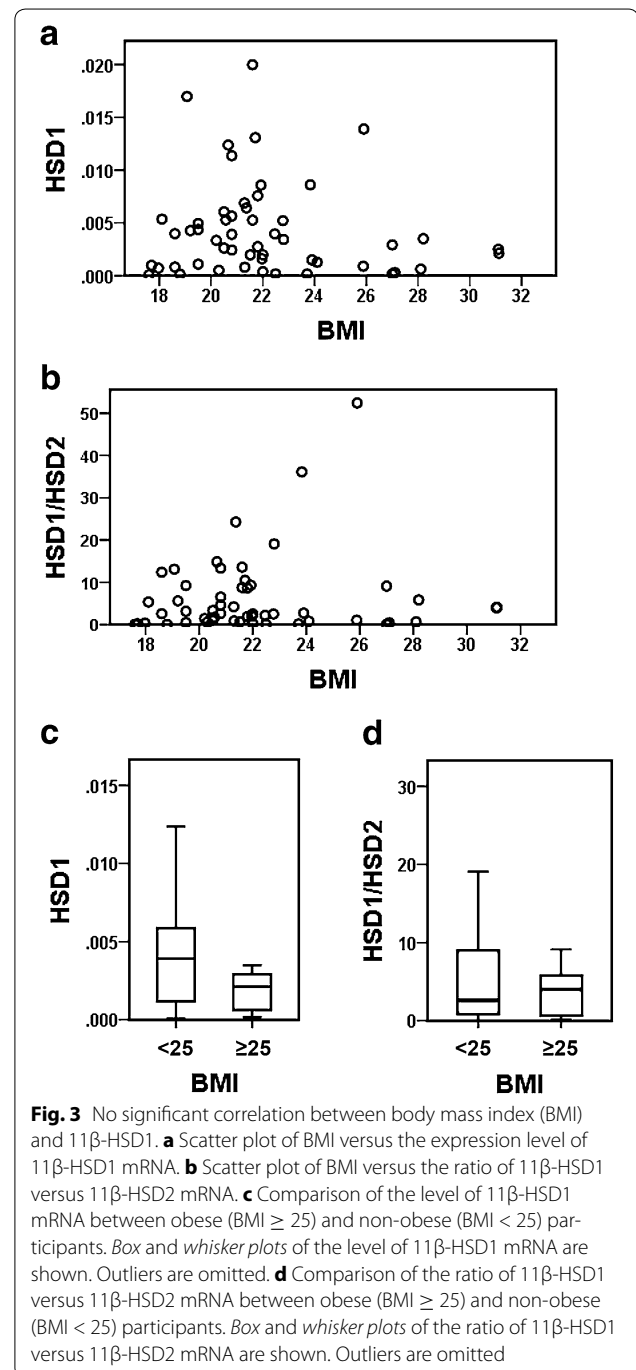 a
.020
.015
.010
.005
.000
HSD1
18 20 22 24 26 28 30 32
BMI
b
50
40
30
20
10
0
HSD1/HSD2
18 20 22 24 26 28 30 32
BMI
c
.015
.010
.005
.000
HSD1
<25 ≥25
BMI
d
30
20
10
0
HSD1/HSD2
<25 ≥25
BMI
Fig. 3 No significant correlation between body mass index (BMI)
and 11β-HSD1. a Scatter plot of BMI versus the expression level of
11β-HSD1 mRNA. b Scatter plot of BMI versus the ratio of 11β-HSD1
versus 11β-HSD2 mRNA. c Comparison of the level of 11β-HSD1
mRNA between obese (BMI ≥ 25) and non-obese (BMI < 25) par-
ticipants. Box and whisker plots of the level of 11β-HSD1 mRNA are
shown. Outliers are omitted. d Comparison of the ratio of 11β-HSD1
versus 11β-HSD2 mRNA between obese (BMI ≥ 25) and non-obese
(BMI < 25) participants. Box and whisker plots of the ratio of 11β-HSD1
versus 11β-HSD2 mRNA are shown. Outliers are omitted